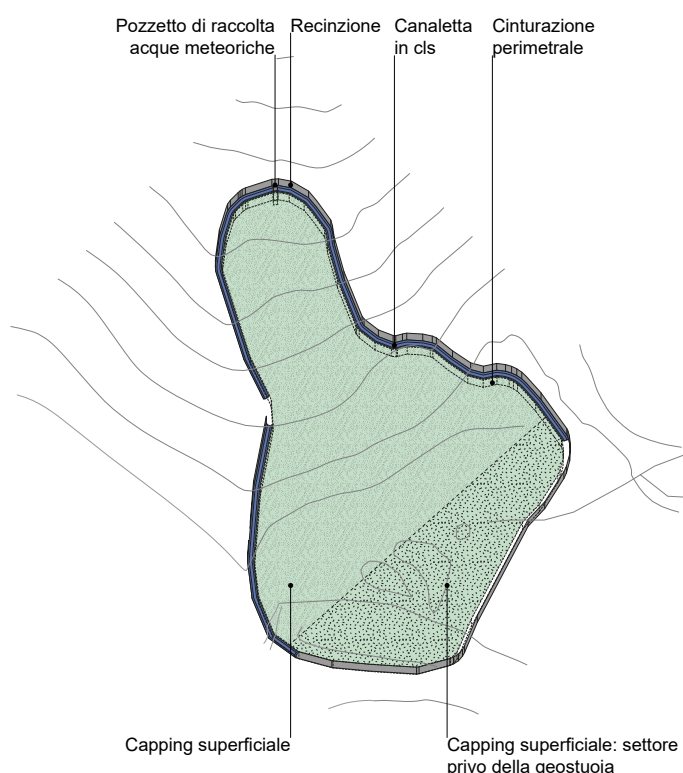 Pozzetto di raccolta
acque meteoriche
Recinzione
Canaletta
in cls
Cinturazione
perimetrale
Capping superficiale
Capping superficiale: settore
privo della geostuoia